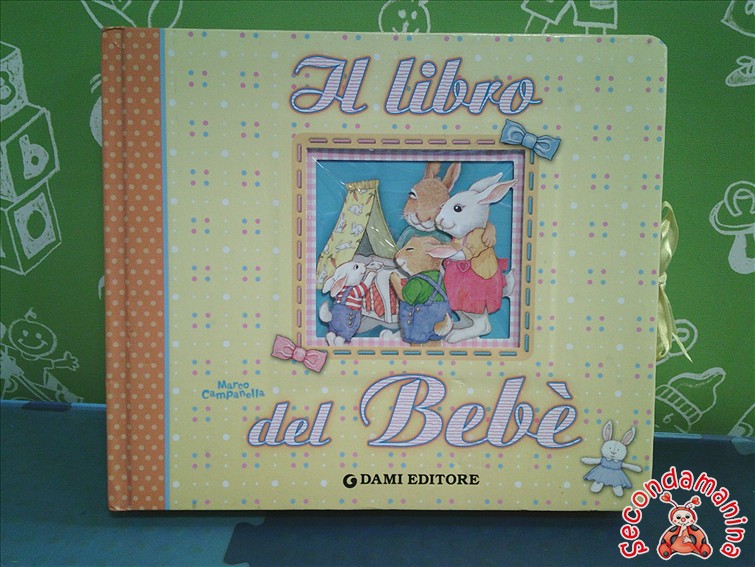 Il libro
Marco
Campanella
del Bebè
DAMI EDITORE
Secondamanina